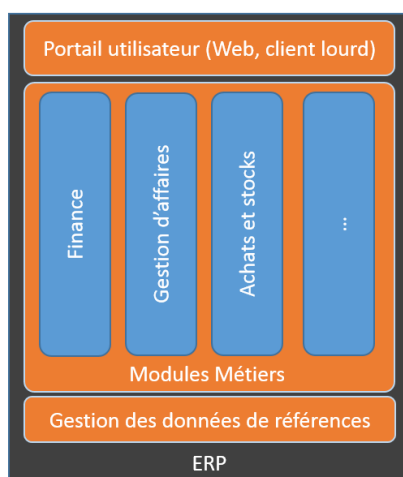 Portail utilisateur (Web, client lourd)
Finance
Gestion d'affaires
Achats et stocks
...
Modules Métiers
Gestion des données de références
ERP